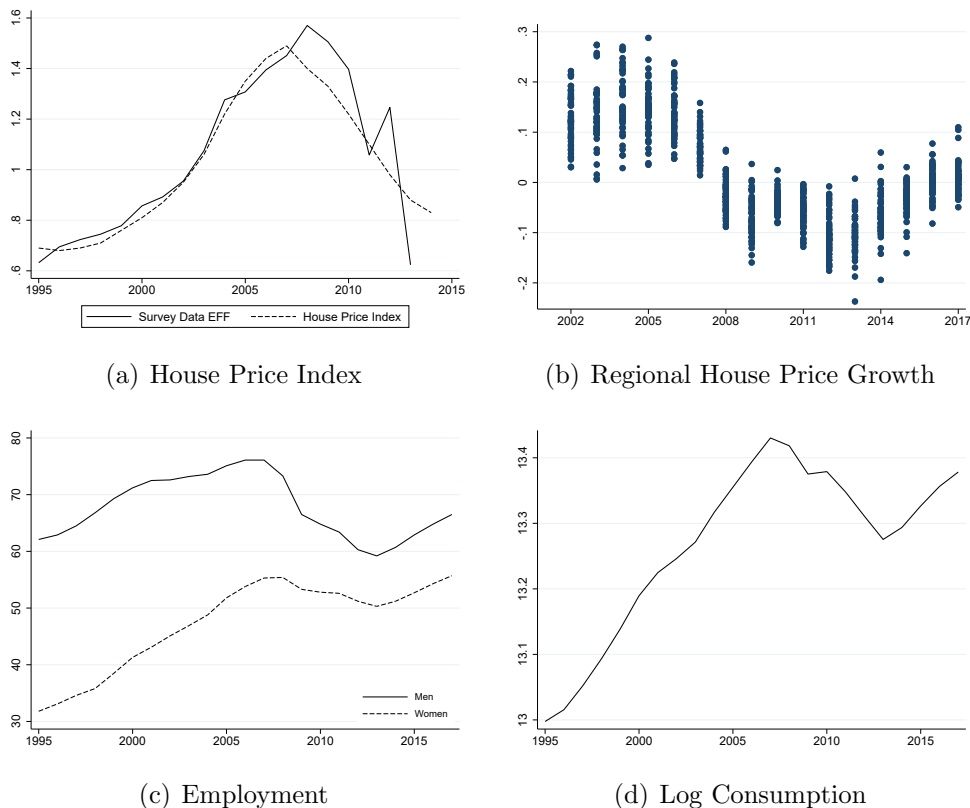 1.6
1.4
1.2
1
.8
.6
1995 2000 2005 2010 2015
Survey Data EFF House Price Index
(a) House Price Index
.3
.2
.1
0
-.1
-.2
2002 2005 2008 2011 2014 2017
(b) Regional House Price Growth
80
70
60
50
40
30
1995 2000 2005 2010 2015
Men
Women
(c) Employment
13.4
13.3
13.2
13.1
13
1995 2000 2005 2010 2015
(d) Log Consumption